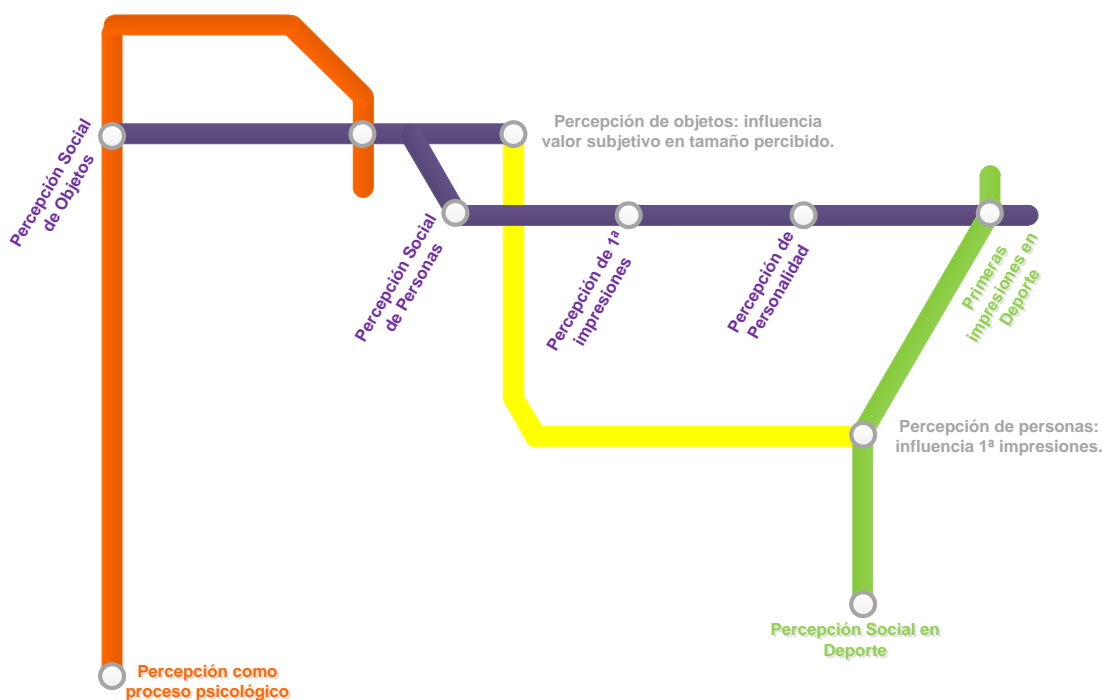 Percepción Social
de Objetos
Percepción de objetos: influencia
valor subjetivo en tamaño percibido.
Percepción Social
de Personas
Percepción de 1ª
impresiones
Percepción de
Personalidad
Primeras
impresiones en
Deporte
Percepción de personas:
influencia 1ª impresiones.
Percepción Social en
Deporte
Percepción como
proceso psicológico